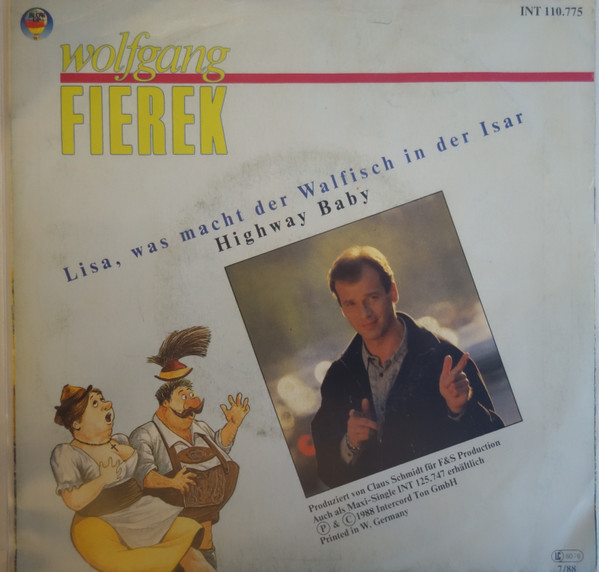 INT 110.775
wolfgang
FIEREK
Lisa, was macht der Walfisch in der Isar
Highway Baby
Produziert von Claus Schmidt für F&S Production
Auch als Maxi-Single INT 125.747 erhältlich
Ⓟ & © 1988 Intercord Ton GmbH
Printed in W. Germany
LC
7/88